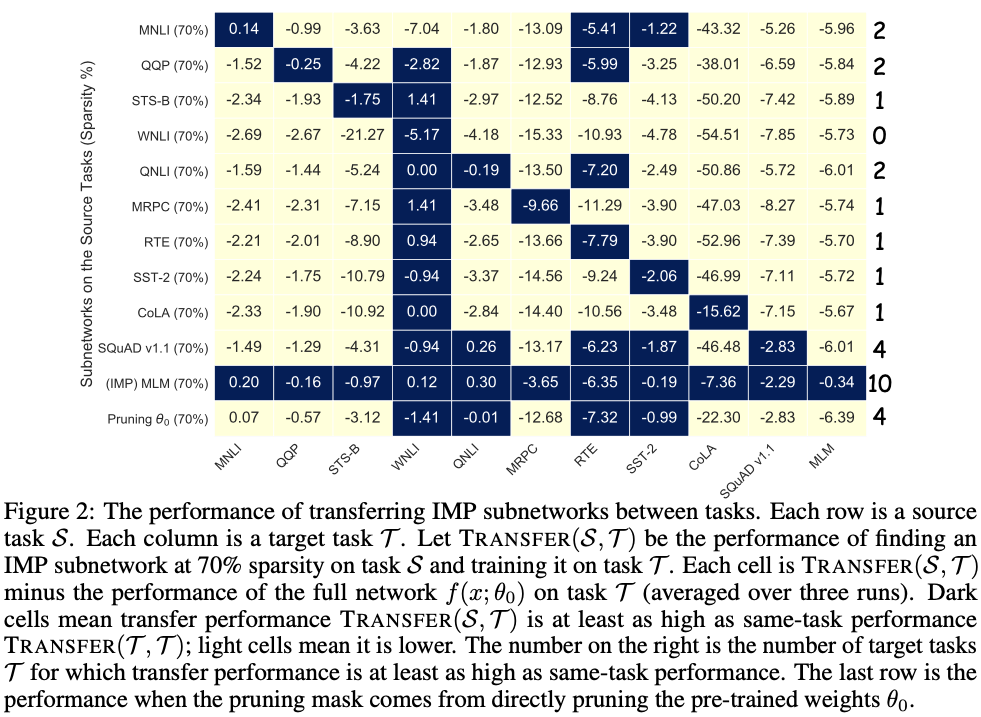 Subnetworks on the Source Tasks (Sparsity %)
MNLI (70%) 0.14 -0.99 -3.63 -7.04 -1.80 -13.09 -5.41 -1.22 -43.32 -5.26 -5.96 2
QQP (70%) -1.52 -0.25 -4.22 -2.82 -1.87 -12.93 -5.99 -3.25 -38.01 -6.59 -5.84 2
STS-B (70%) -2.34 -1.93 -1.75 1.41 -2.97 -12.52 -8.76 -4.13 -50.20 -7.42 -5.89 1
WNLI (70%) -2.69 -2.67 -21.27 -5.17 -4.18 -15.33 -10.93 -4.78 -54.51 -7.85 -5.73 0
QNLI (70%) -1.59 -1.44 -5.24 0.00 -0.19 -13.50 -7.20 -2.49 -50.86 -5.72 -6.01 2
MRPC (70%) -2.41 -2.31 -7.15 1.41 -3.48 -9.66 -11.29 -3.90 -47.03 -8.27 -5.74 1
RTE (70%) -2.21 -2.01 -8.90 0.94 -2.65 -13.66 -7.79 -3.90 -52.96 -7.39 -5.70 1
SST-2 (70%) -2.24 -1.75 -10.79 -0.94 -3.37 -14.56 -9.24 -2.06 -46.99 -7.11 -5.72 1
CoLA (70%) -2.33 -1.90 -10.92 0.00 -2.84 -14.40 -10.56 -3.48 -15.62 -7.15 -5.67 1
SQuAD v1.1 (70%) -1.49 -1.29 -4.31 -0.94 0.26 -13.17 -6.23 -1.87 -46.48 -2.83 -6.01 4
(IMP) MLM (70%) 0.20 -0.16 -0.97 0.12 0.30 -3.65 -6.35 -0.19 -7.36 -2.29 -0.34 10
Pruning θ₀ (70%) 0.07 -0.57 -3.12 -1.41 -0.01 -12.68 -7.32 -0.99 -22.30 -2.83 -6.39 4
MNLI QQP STS-B WNLI QNLI MRPC RTE SST-2 CoLA SQuAD v1.1 MLM
Figure 2: The performance of transferring IMP subnetworks between tasks. Each row is a source
task S. Each column is a target task T. Let TRANSFER(S, T) be the performance of finding an
IMP subnetwork at 70% sparsity on task S and training it on task T. Each cell is TRANSFER(S, T)
minus the performance of the full network f(x; θ₀) on task T (averaged over three runs). Dark
cells mean transfer performance TRANSFER(S, T) is at least as high as same-task performance
TRANSFER(T, T); light cells mean it is lower. The number on the right is the number of target tasks
T for which transfer performance is at least as high as same-task performance. The last row is the
performance when the pruning mask comes from directly pruning the pre-trained weights θ₀.